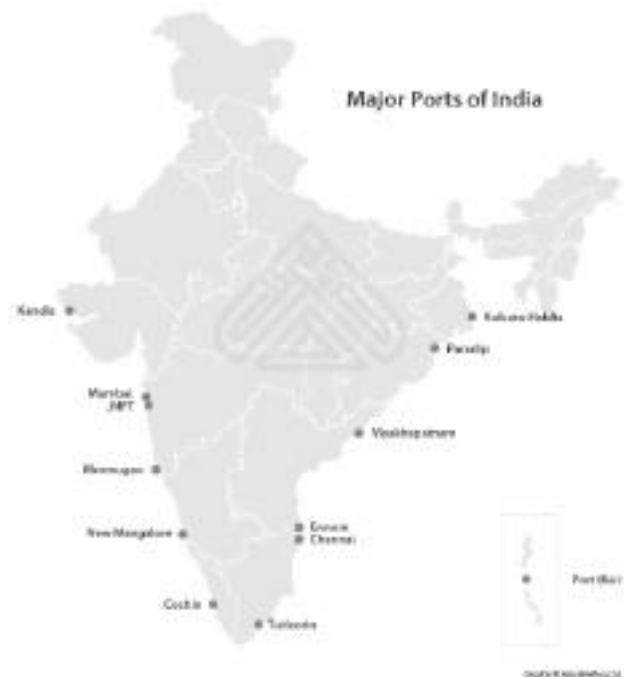 Major Ports of India
Kandla
Kolkata-Haldia
Paradip
Mumbai
JNPT
Visakhapatnam
Mormugao
Ennore
New Mangalore
Chennai
Port Blair
Cochin
Tuticorin